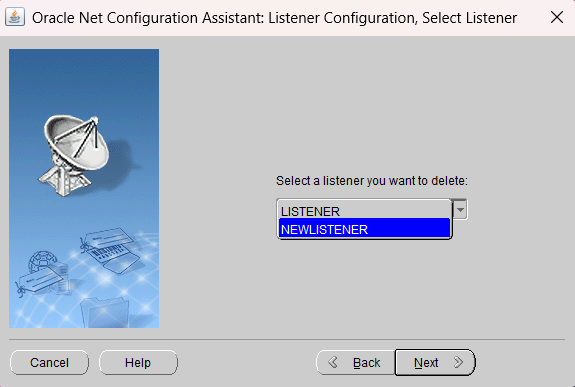 Oracle Net Configuration Assistant: Listener Configuration, Select Listener
Select a listener you want to delete:
LISTENER
NEWLISTENER
Cancel
Help
Back
Next